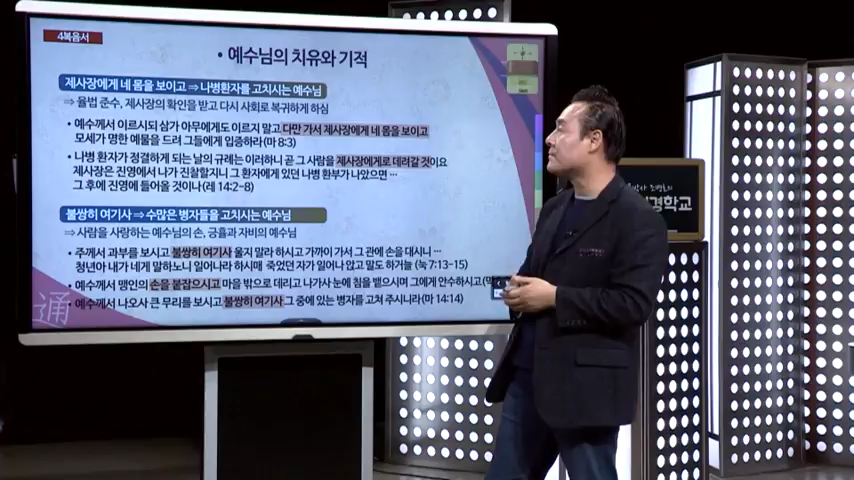 4복음서
• 예수님의 치유와 기적
제사장에게 네 몸을 보이고 ⇒ 나병환자를 고치시는 예수님
⇒ 율법 준수, 제사장의 확인을 받고 다시 사회로 복귀하게 하심
• 예수께서 이르시되 삼가 아무에게도 이르지 말고 다만 가서 제사장에게 네 몸을 보이고
모세가 명한 예물을 드려 그들에게 입증하라 (마 8:3)
• 나병 환자가 정결하게 되는 날의 규례는 이러하니 곧 그 사람을 제사장에게로 데려갈 것이요
제사장은 진영에서 나가 진찰할지니 그 환자에게 있던 나병 환부가 나았으면 …
그 후에 진영에 들어올 것이나 (레 14:2-8)
불쌍히 여기사 ⇒ 수많은 병자들을 고치시는 예수님
⇒ 사람을 사랑하는 예수님의 손, 긍휼과 자비의 예수님
• 주께서 과부를 보시고 불쌍히 여기사 울지 말라 하시고 가까이 가서 그 관에 손을 대시니 …
청년아 내가 네게 말하노니 일어나라 하시매 죽었던 자가 일어나 앉고 말도 하거늘 (눅 7:13-15)
• 예수께서 맹인의 손을 붙잡으시고 마을 밖으로 데리고 나가사 눈에 침을 뱉으시며 그에게 안수하시고
• 예수께서 나오사 큰 무리를 보시고 불쌍히 여기사 그 중에 있는 병자를 고쳐 주시니라 (마 14:14)
通
경학교